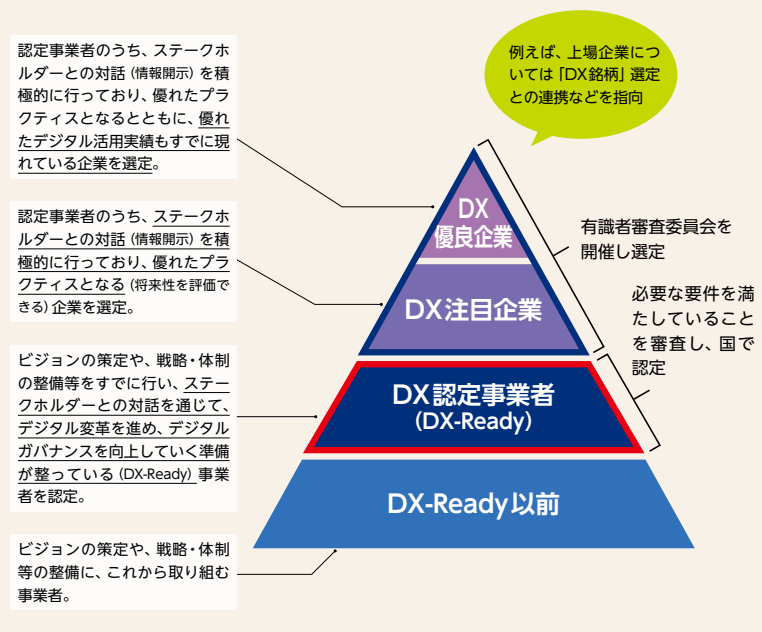 認定事業者のうち、ステークホ
ルダーとの対話(情報開示)を積
極的に行っており、優れたプラ
クティスとなるとともに、優れ
たデジタル活用実績もすでに現
れている企業を選定。
例えば、上場企業につ
いては「DX銘柄」選定
との連携などを指向
認定事業者のうち、ステークホ
ルダーとの対話(情報開示)を積
極的に行っており、優れたプラ
クティスとなる(将来性を評価で
きる)企業を選定。
DX
優良企業
有識者審査委員会を
開催し選定
DX注目企業
必要な要件を満
たしていること
を審査し、国で
認定
ビジョンの策定や、戦略・体制
の整備等をすでに行い、ステー
クホルダーとの対話を通じて、
デジタル変革を進め、デジタル
ガバナンスを向上していく準備
が整っている(DX-Ready)事業
者を認定。
DX認定事業者
(DX-Ready)
DX-Ready以前
ビジョンの策定や、戦略・体制
等の整備に、これから取り組む
事業者。